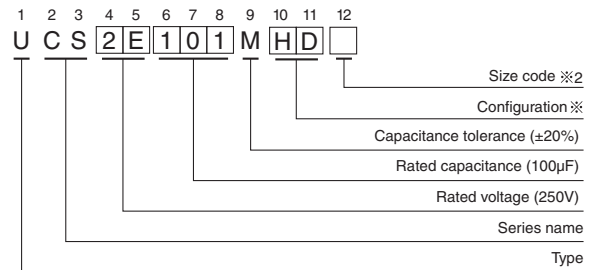 1 2 3 4 5 6 7 8 9 10 11 12
U C S 2 E 1 0 1 M H D
Size code ※2
Configuration ※
Capacitance tolerance (±20%)
Rated capacitance (100µF)
Rated voltage (250V)
Series name
Type